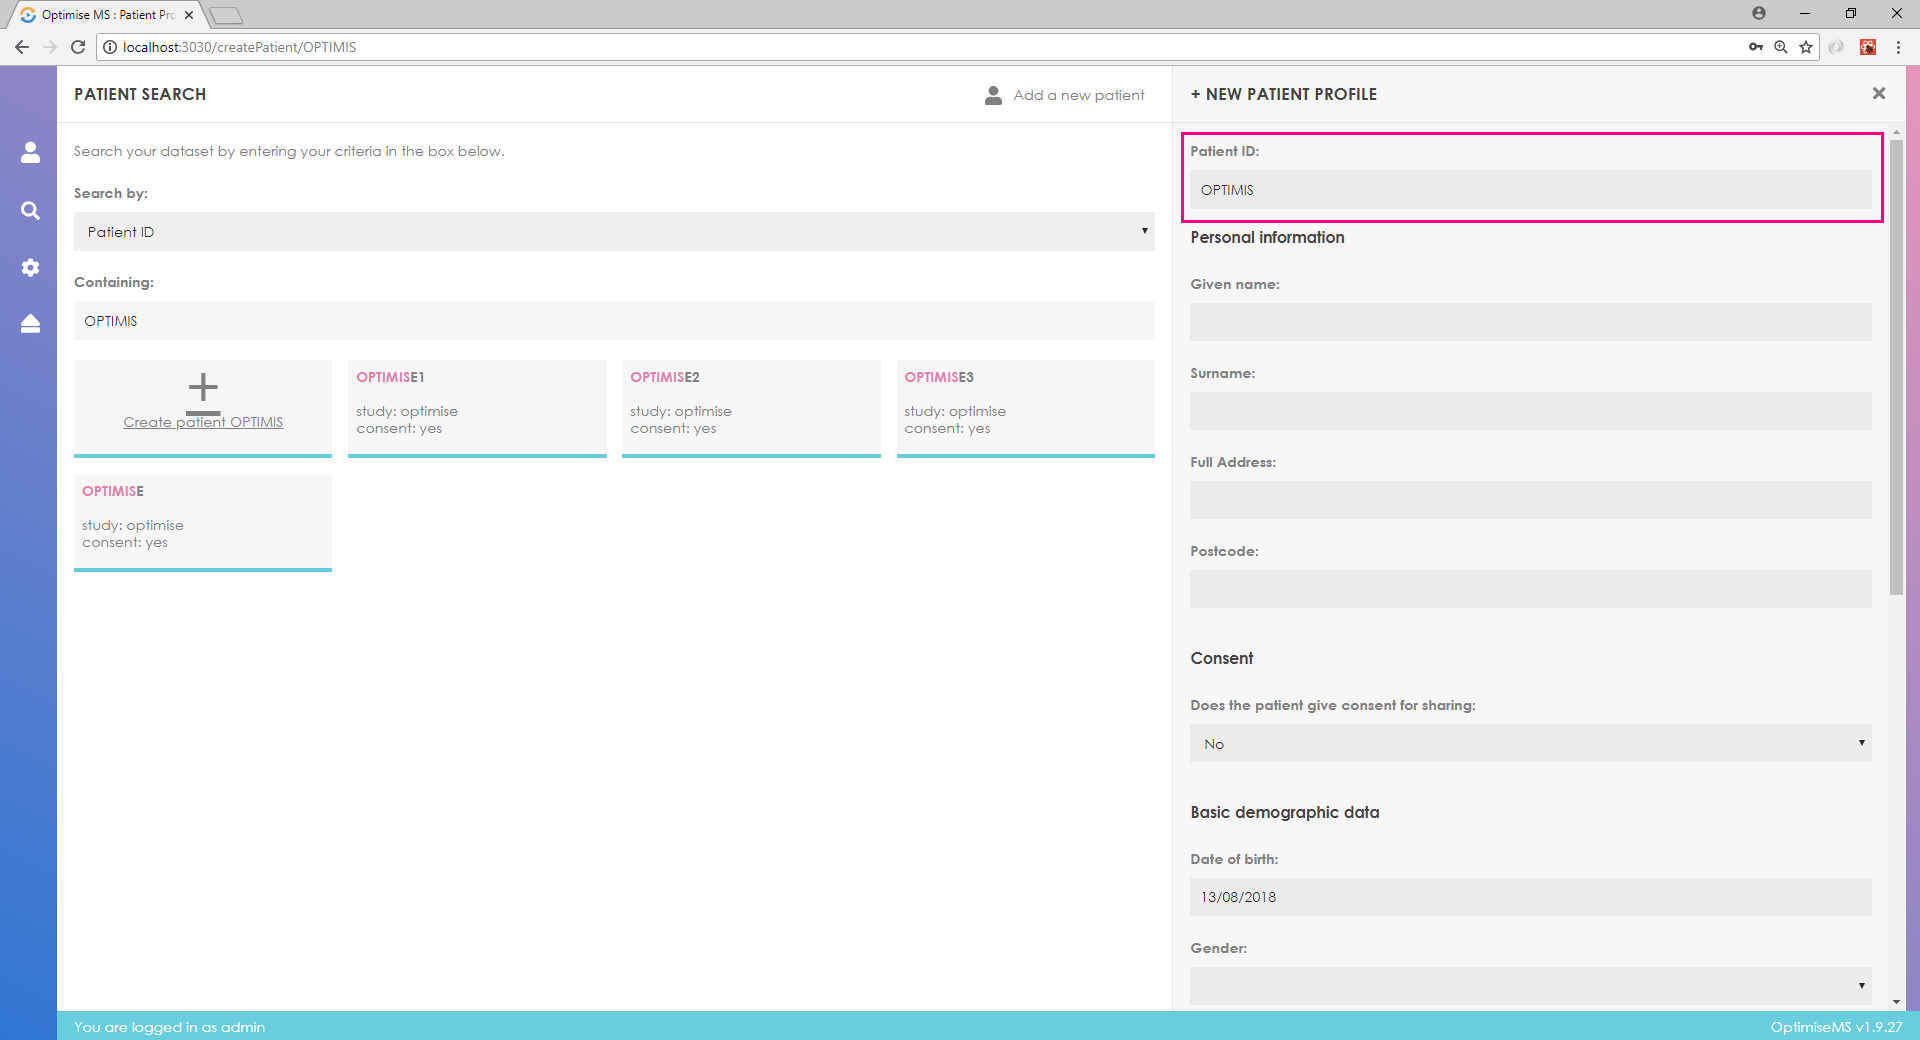 Optimise MS : Patient Pro
localhost:3030/createPatient/OPTIMIS
PATIENT SEARCH
Add a new patient
Search your dataset by entering your criteria in the box below.
Search by:
Patient ID
Containing:
OPTIMIS
Create patient OPTIMIS
OPTIMISE1
study: optimise
consent: yes
OPTIMISE2
study: optimise
consent: yes
OPTIMISE3
study: optimise
consent: yes
OPTIMISE
study: optimise
consent: yes
+ NEW PATIENT PROFILE
Patient ID:
OPTIMIS
Personal information
Given name:
Surname:
Full Address:
Postcode:
Consent
Does the patient give consent for sharing:
No
Basic demographic data
Date of birth:
13/08/2018
Gender:
You are logged in as admin
OptimiseMS v1.9.27